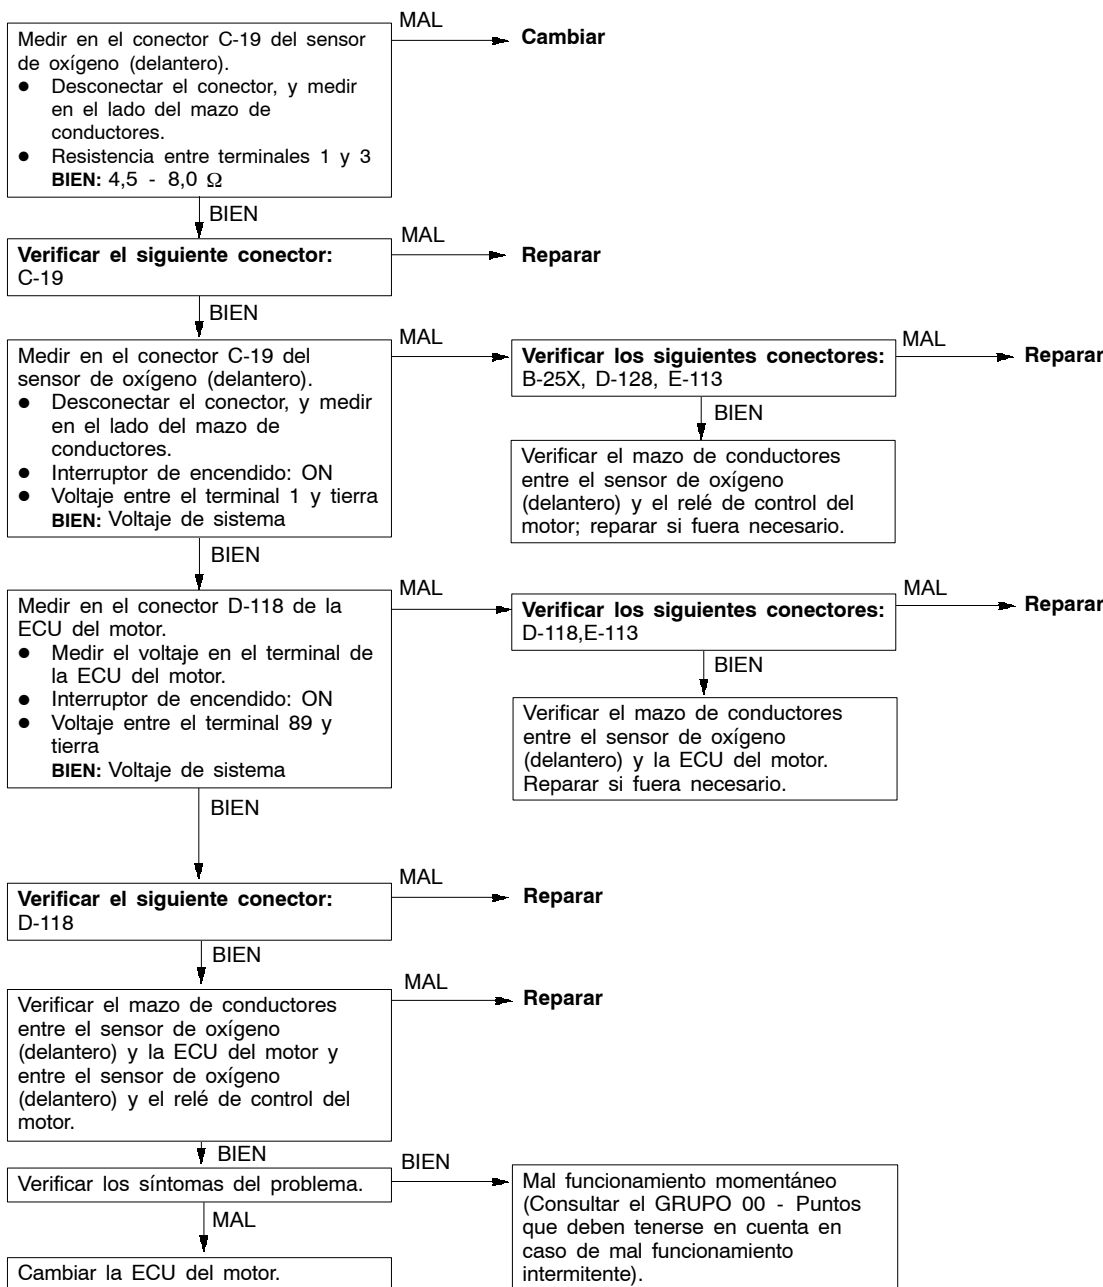 MAL
Medir en el conector C-19 del sensor
de oxígeno (delantero).
● Desconectar el conector, y medir
en el lado del mazo de
conductores.
● Resistencia entre terminales 1 y 3
BIEN: 4,5 - 8,0 Ω
Cambiar
BIEN
Verificar el siguiente conector:
C-19
MAL
Reparar
BIEN
Medir en el conector C-19 del
sensor de oxígeno (delantero).
● Desconectar el conector, y medir
en el lado del mazo de
conductores.
● Interruptor de encendido: ON
● Voltaje entre el terminal 1 y tierra
BIEN: Voltaje de sistema
MAL
Verificar los siguientes conectores:
B-25X, D-128, E-113
MAL
Reparar
BIEN
Verificar el mazo de conductores
entre el sensor de oxígeno
(delantero) y el relé de control del
motor; reparar si fuera necesario.
BIEN
Medir en el conector D-118 de la
ECU del motor.
● Medir el voltaje en el terminal de
la ECU del motor.
● Interruptor de encendido: ON
● Voltaje entre el terminal 89 y
tierra
BIEN: Voltaje de sistema
MAL
Verificar los siguientes conectores:
D-118,E-113
MAL
Reparar
BIEN
Verificar el mazo de conductores
entre el sensor de oxígeno
(delantero) y la ECU del motor.
Reparar si fuera necesario.
BIEN
Verificar el siguiente conector:
D-118
MAL
Reparar
BIEN
Verificar el mazo de conductores
entre el sensor de oxígeno
(delantero) y la ECU del motor y
entre el sensor de oxígeno
(delantero) y el relé de control del
motor.
MAL
Reparar
BIEN
Verificar los síntomas del problema.
BIEN
Mal funcionamiento momentáneo
(Consultar el GRUPO 00 - Puntos
que deben tenerse en cuenta en
caso de mal funcionamiento
intermitente).
MAL
Cambiar la ECU del motor.